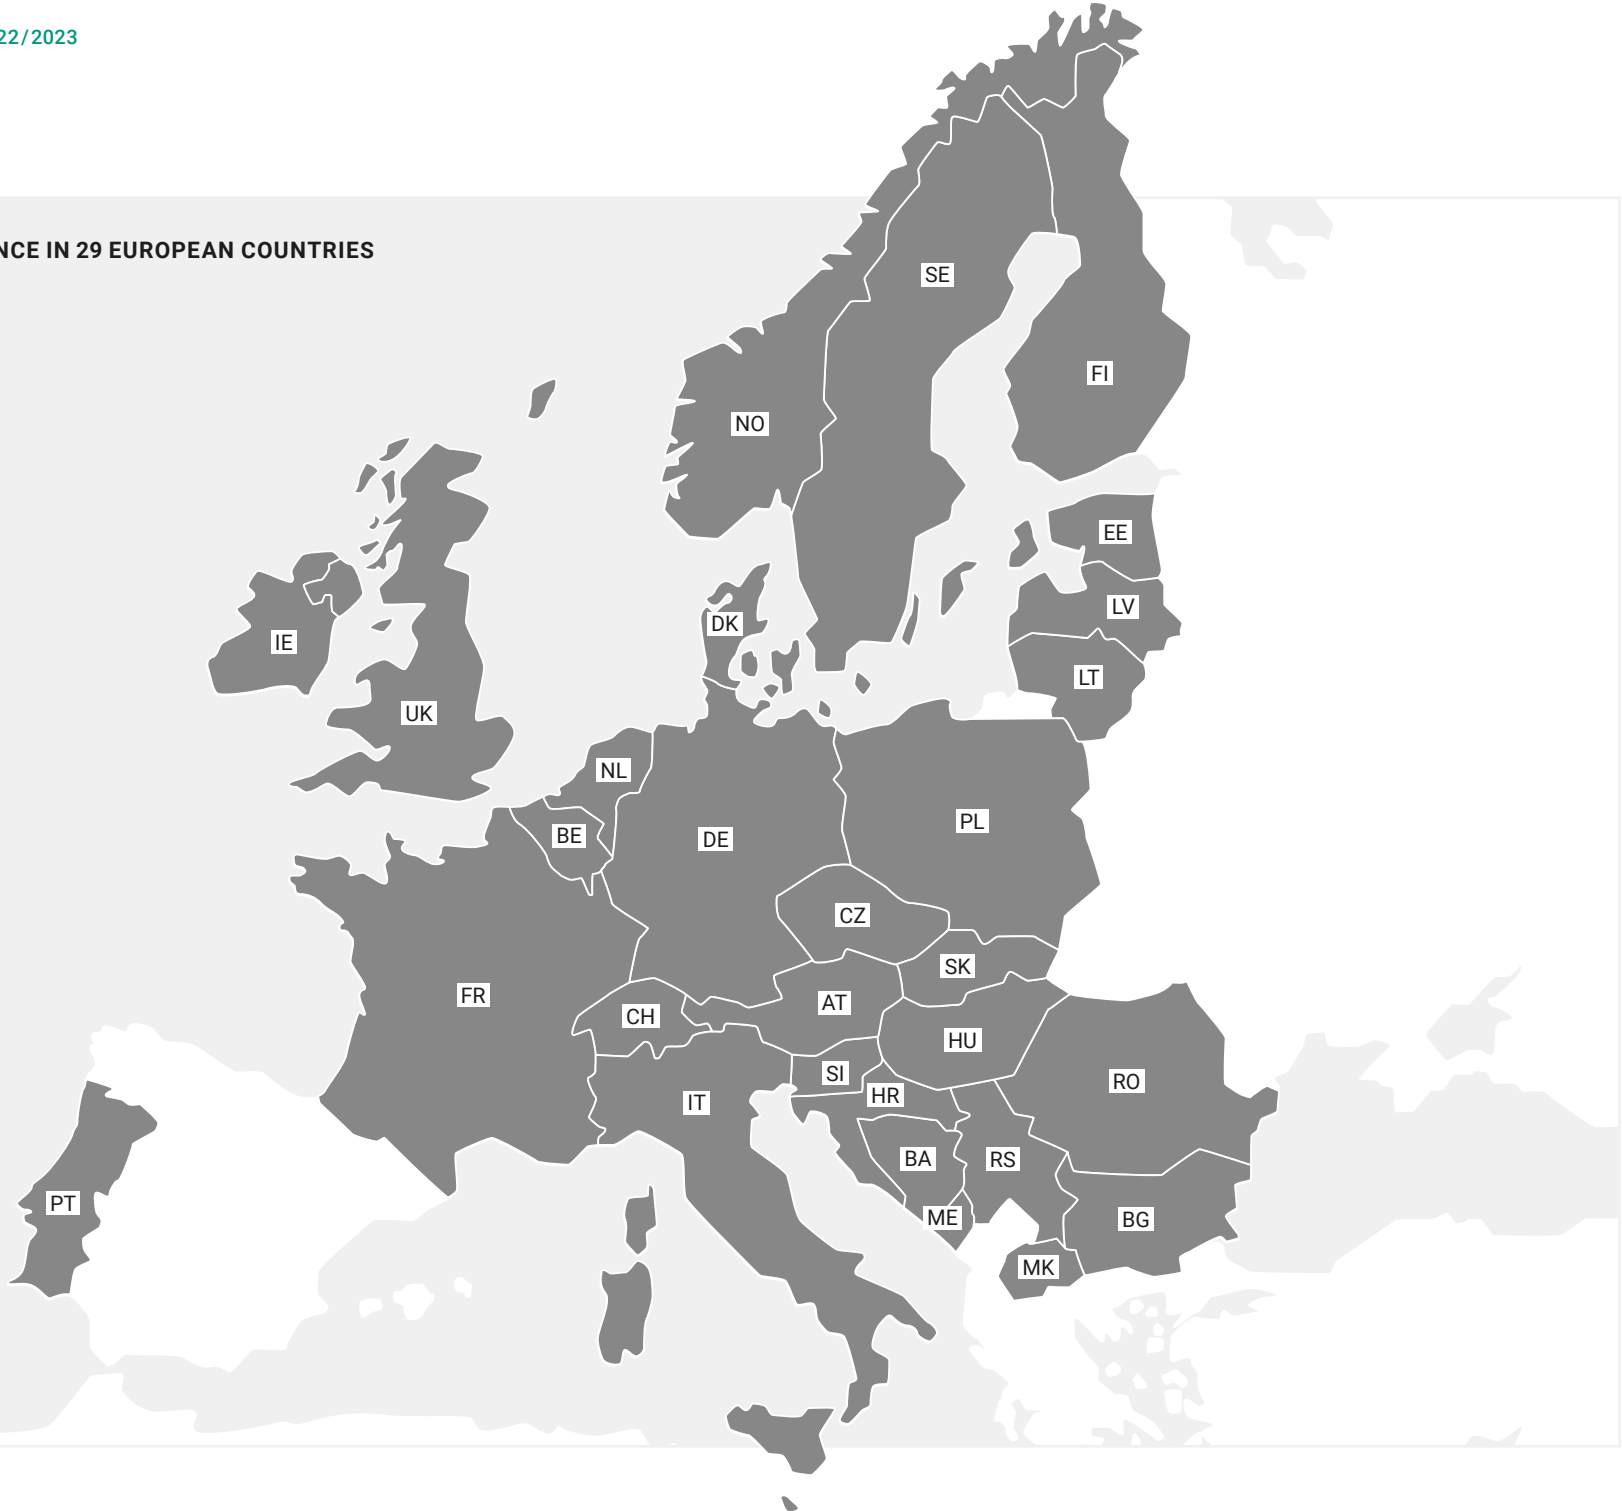 22/2023
NCE IN 29 EUROPEAN COUNTRIES
SE
FI
NO
EE
LV
DK
IE
LT
UK
NL
PL
BE
DE
CZ
SK
FR
AT
CH
HU
SI
RO
HR
IT
BA
RS
PT
ME
BG
MK